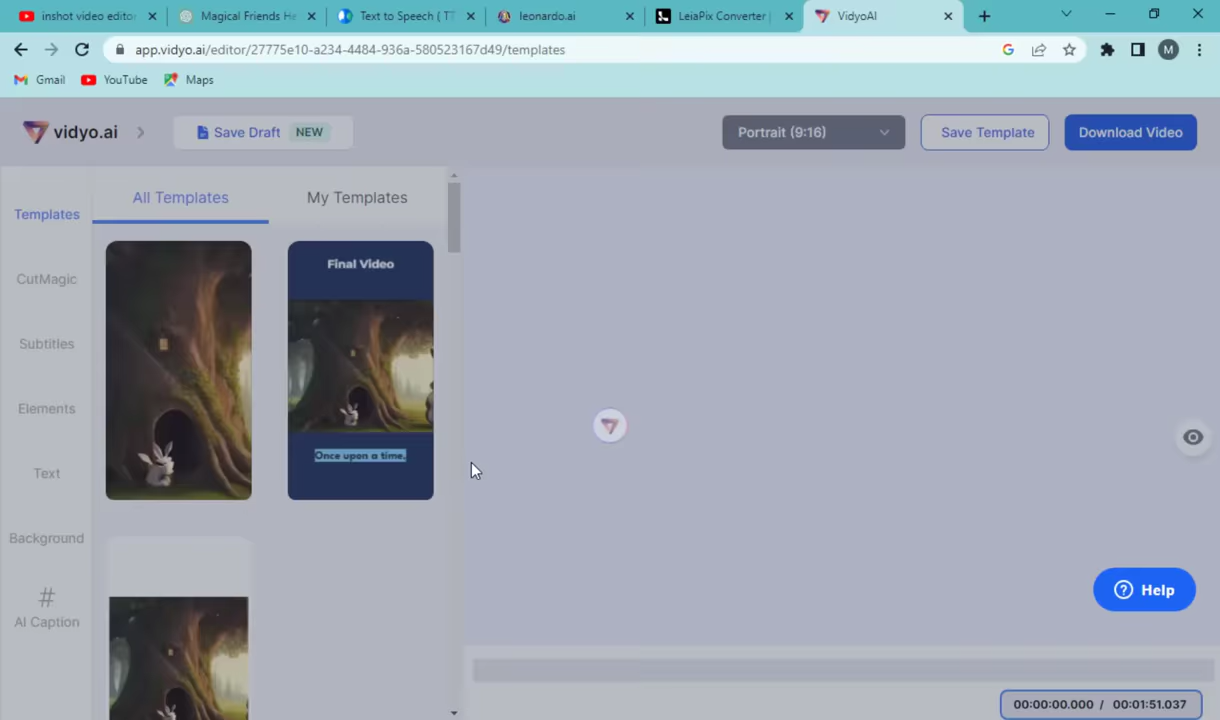 inshot video editor
Magical Friends He
Text to Speech ( TT
leonardo.ai
LeiaPix Converter |
VidyoAI
app.vidyo.ai/editor/27775e10-a234-4484-936a-580523167d49/templates
M
Gmail
YouTube
Maps
vidyo.ai
Save Draft NEW
Portrait (9:16)
Save Template
Download Video
Templates
CutMagic
Subtitles
Elements
Text
Background
#
AI Caption
All Templates
My Templates
Final Video
Once upon a time.
Help
00:00:00.000 / 00:01:51.037